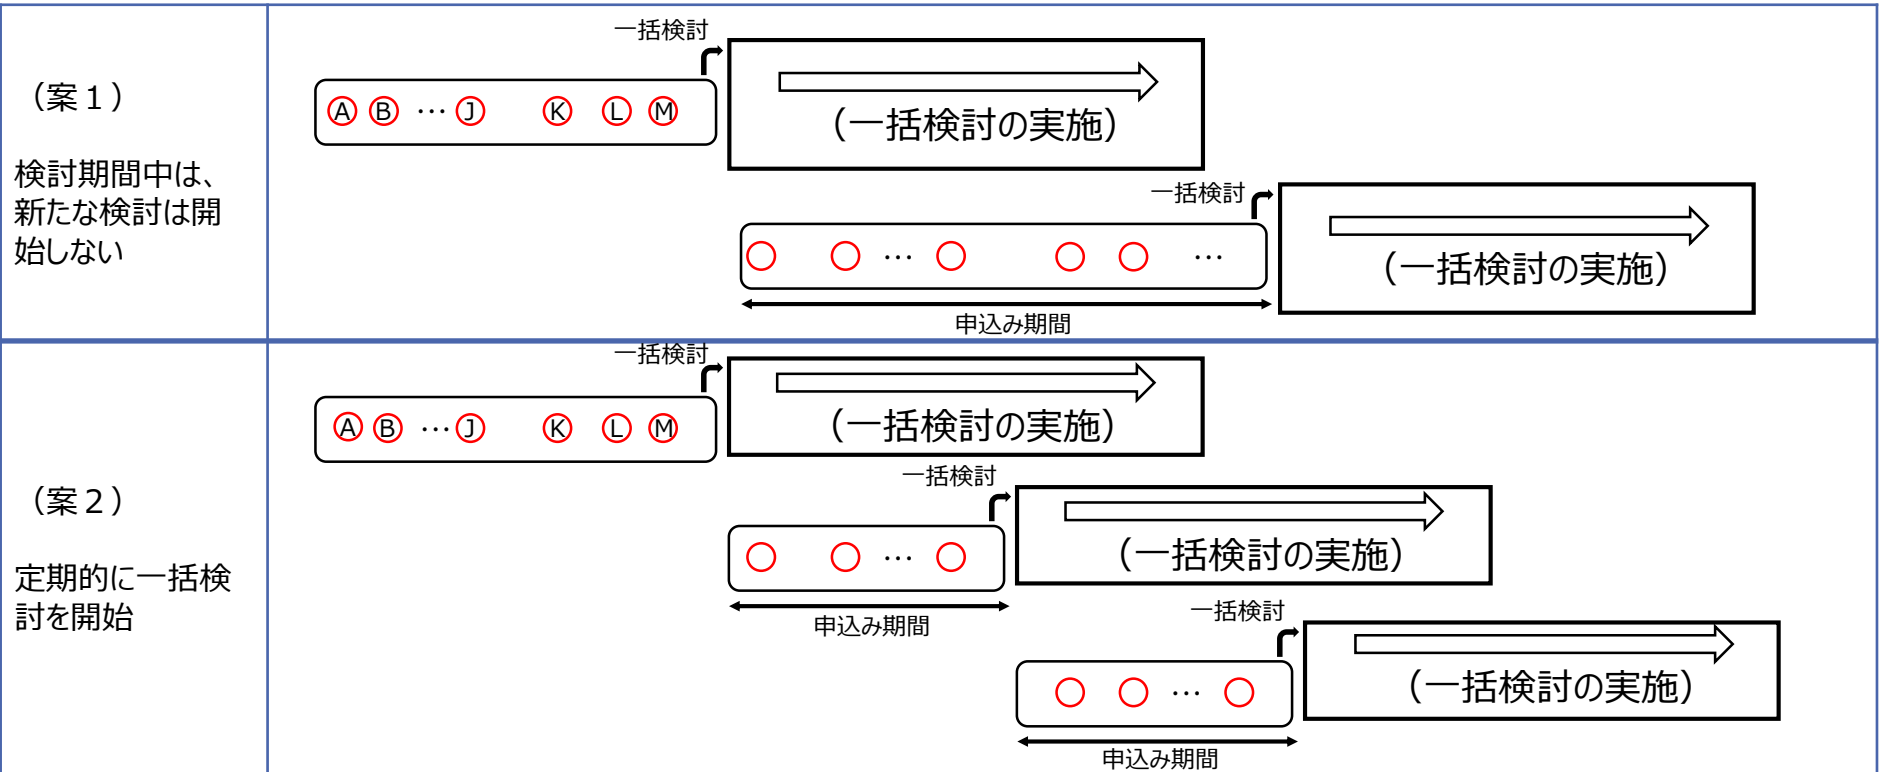 （案１）
検討期間中は、
新たな検討は開
始しない
一括検討
A B … J K L M
（一括検討の実施）
一括検討
… …
（一括検討の実施）
申込み期間
（案２）
定期的に一括検
討を開始
一括検討
A B … J K L M
（一括検討の実施）
一括検討
…
（一括検討の実施）
申込み期間
一括検討
…
（一括検討の実施）
申込み期間